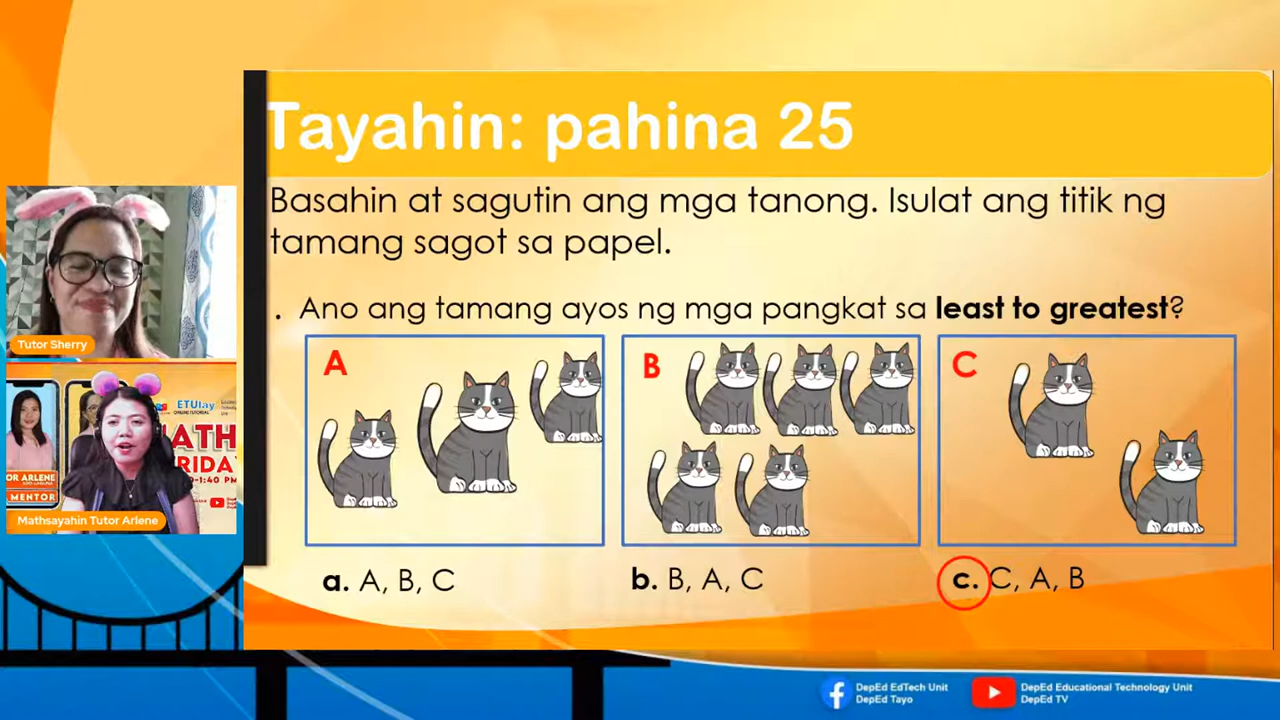 Tayahin: pahina 25
Basahin at sagutin ang mga tanong. Isulat ang titik ng
tamang sagot sa papel.
. Ano ang tamang ayos ng mga pangkat sa least to greatest?
A
B
C
a. A, B, C
b. B, A, C
c. C, A, B
Tutor Sherry
ETUlay
ONLINE TUTORIAL
MENTOR
Mathsayahin Tutor Arlene
DepEd EdTech Unit
DepEd Tayo
DepEd Educational Technology Unit
DepEd TV